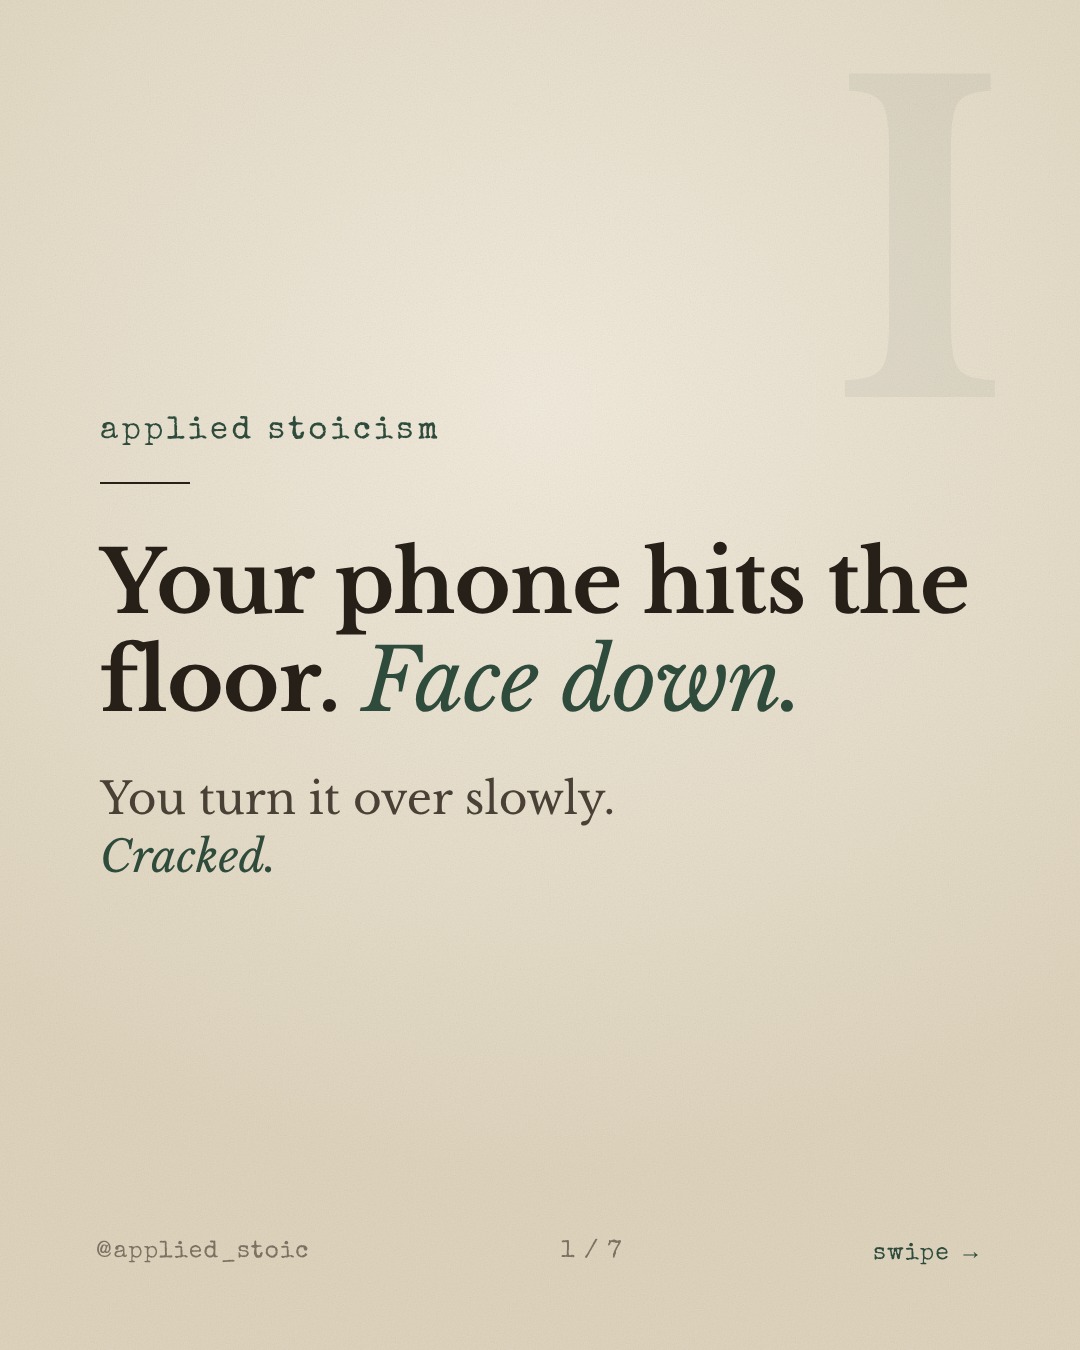 I
applied stoicism
Your phone hits the
floor. Face down.
You turn it over slowly.
Cracked.
@applied_stoic
1 / 7
swipe →